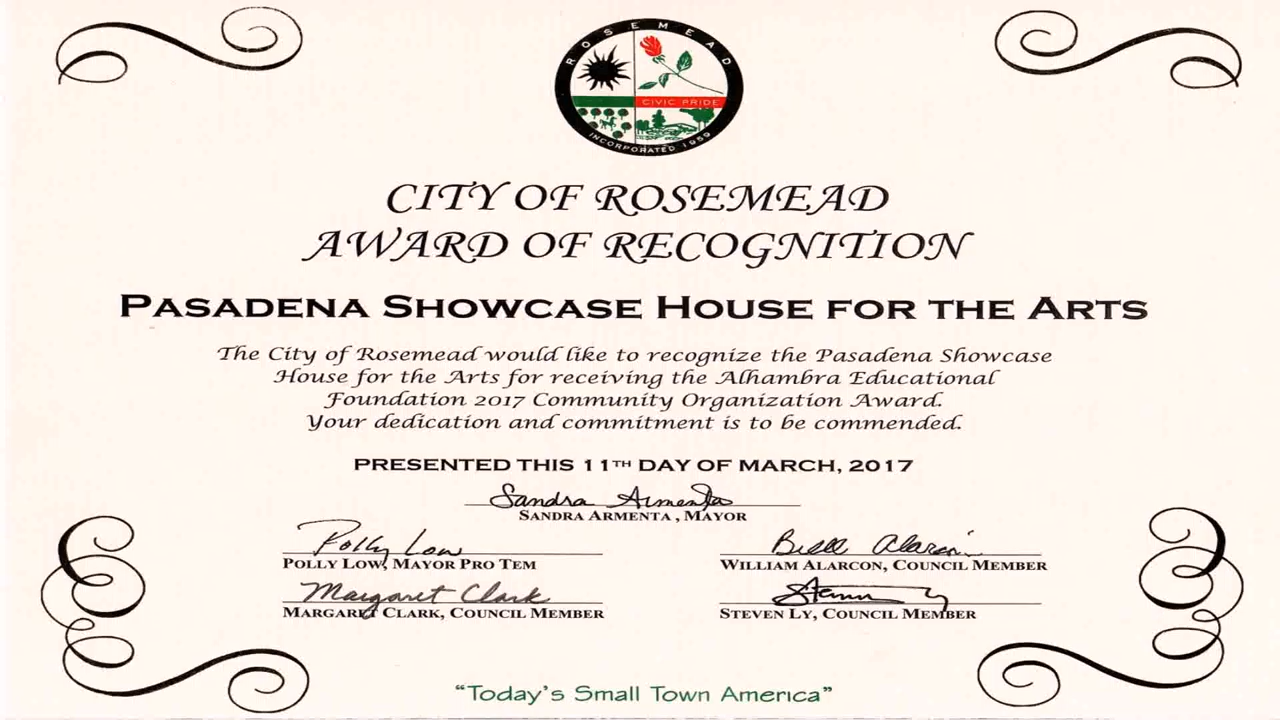 ROSEMEAD
CIVIC PRIDE
INCORPORATED 1959
CITY OF ROSEMEAD
AWARD OF RECOGNITION
PASADENA SHOWCASE HOUSE FOR THE ARTS
The City of Rosemead would like to recognize the Pasadena Showcase
House for the Arts for receiving the Alhambra Educational
Foundation 2017 Community Organization Award.
Your dedication and commitment is to be commended.
PRESENTED THIS 11TH DAY OF MARCH, 2017
Sandra Armenta
SANDRA ARMENTA , MAYOR
Polly Low Bill Alarcon
POLLY LOW, MAYOR PRO TEM WILLIAM ALARCON, COUNCIL MEMBER
Margaret Clark Steven Ly
MARGARET CLARK, COUNCIL MEMBER STEVEN LY, COUNCIL MEMBER
“Today’s Small Town America”